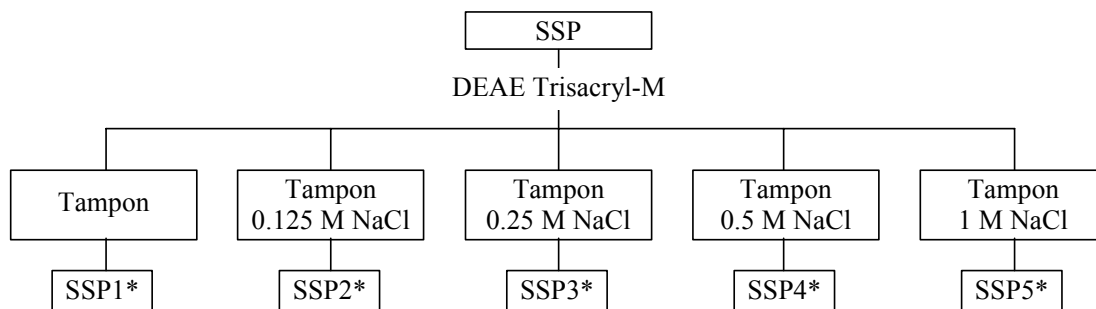 SSP
DEAE Trisacryl-M
Tampon
Tampon
0.125 M NaCl
Tampon
0.25 M NaCl
Tampon
0.5 M NaCl
Tampon
1 M NaCl
SSP1*
SSP2*
SSP3*
SSP4*
SSP5*